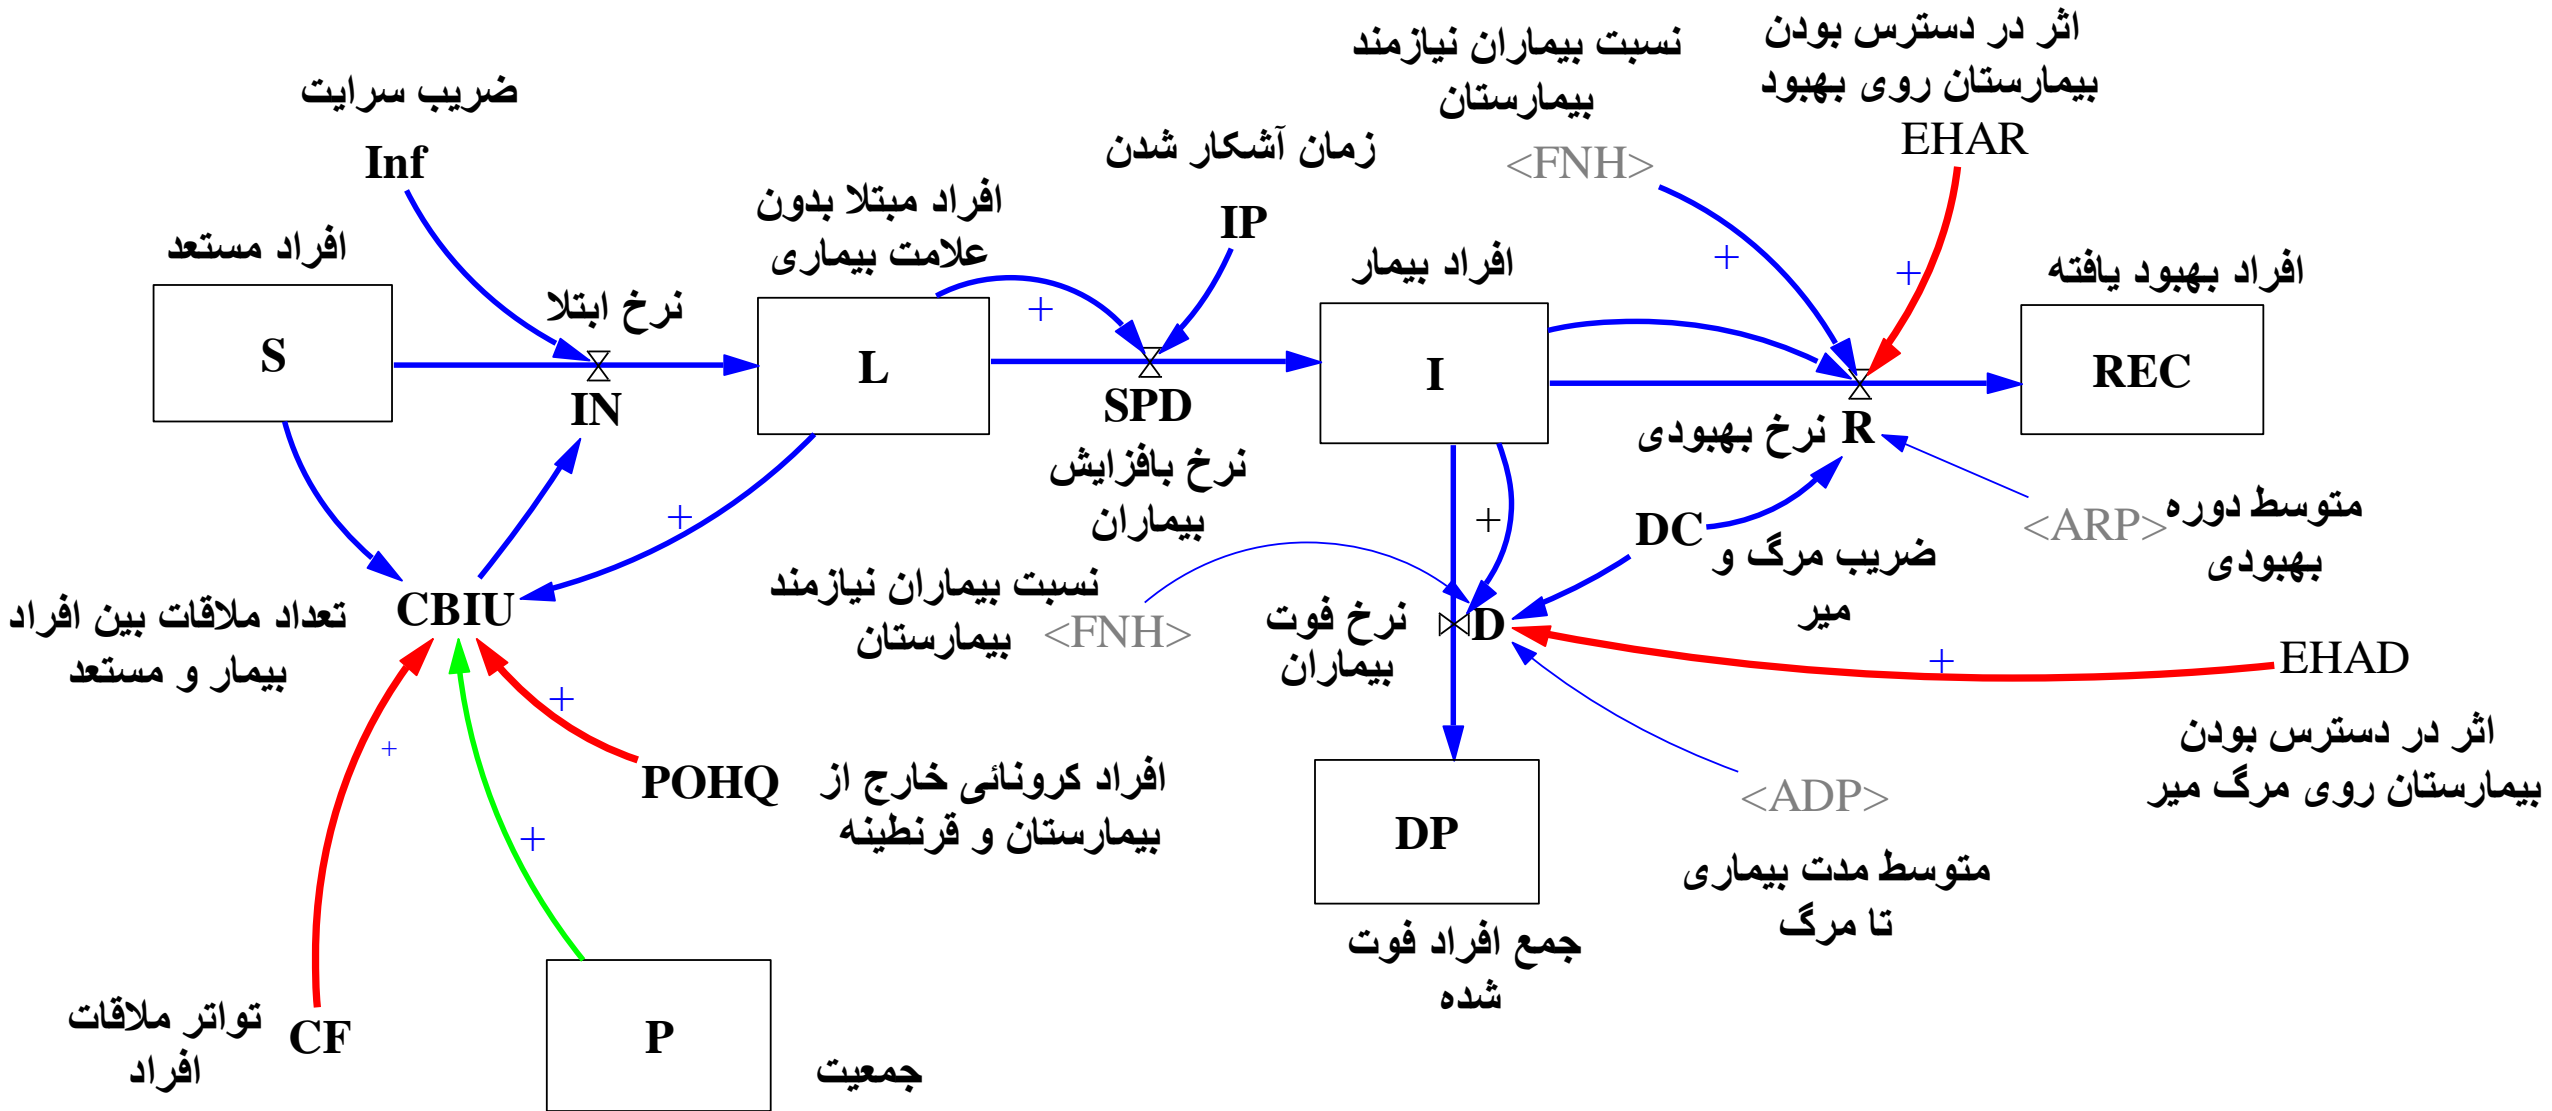 ضریب سرایت
Inf
افراد مستعد
S
نرخ ابتلا
IN
افراد مبتلا بدون
علامت بیماری
L
زمان آشکار شدن
IP
SPD
نرخ بافزایش
بیماران
افراد بیمار
I
نسبت بیماران نیازمند
بیمارستان
<FNH>
+
اثر در دسترس بودن
بیمارستان روی بهبود
EHAR
+
افراد بهبود یافته
REC
+
نرخ بهبودی R
<ARP> متوسط دوره
بهبودی
DC
ضریب مرگ و
میر
+
+
CBIU
تعداد ملاقات بین افراد
بیمار و مستعد
نسبت بیماران نیازمند
بیمارستان
<FNH>
نرخ فوت
بیماران
D
+
EHAD
اثر در دسترس بودن
بیمارستان روی مرگ میر
+
+
+
POHQ
افراد کرونائی خارج از
بیمارستان و قرنطینه
<ADP>
متوسط مدت بیماری
تا مرگ
DP
جمع افراد فوت
شده
تواتر ملاقات
افراد
CF
P
جمعیت